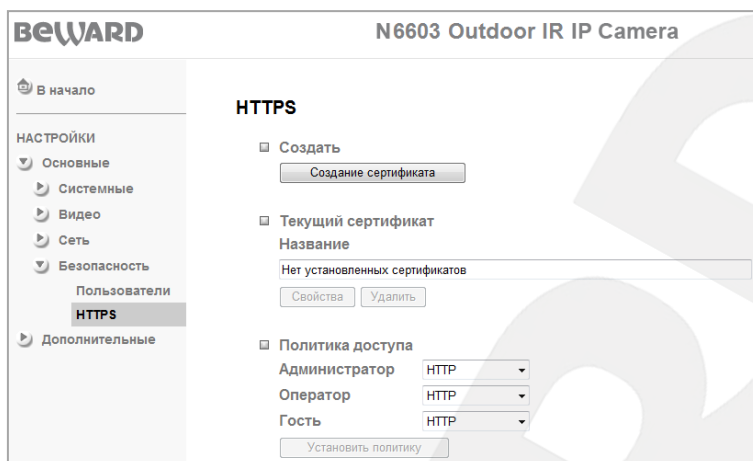 BEWARD
N6603 Outdoor IR IP Camera
В начало
НАСТРОЙКИ
Основные
Системные
Видео
Сеть
Безопасность
Пользователи
HTTPS
Дополнительные
HTTPS
Создать
Создание сертификата
Текущий сертификат
Название
Нет установленных сертификатов
Свойства Удалить
Политика доступа
Администратор HTTP
Оператор HTTP
Гость HTTP
Установить политику